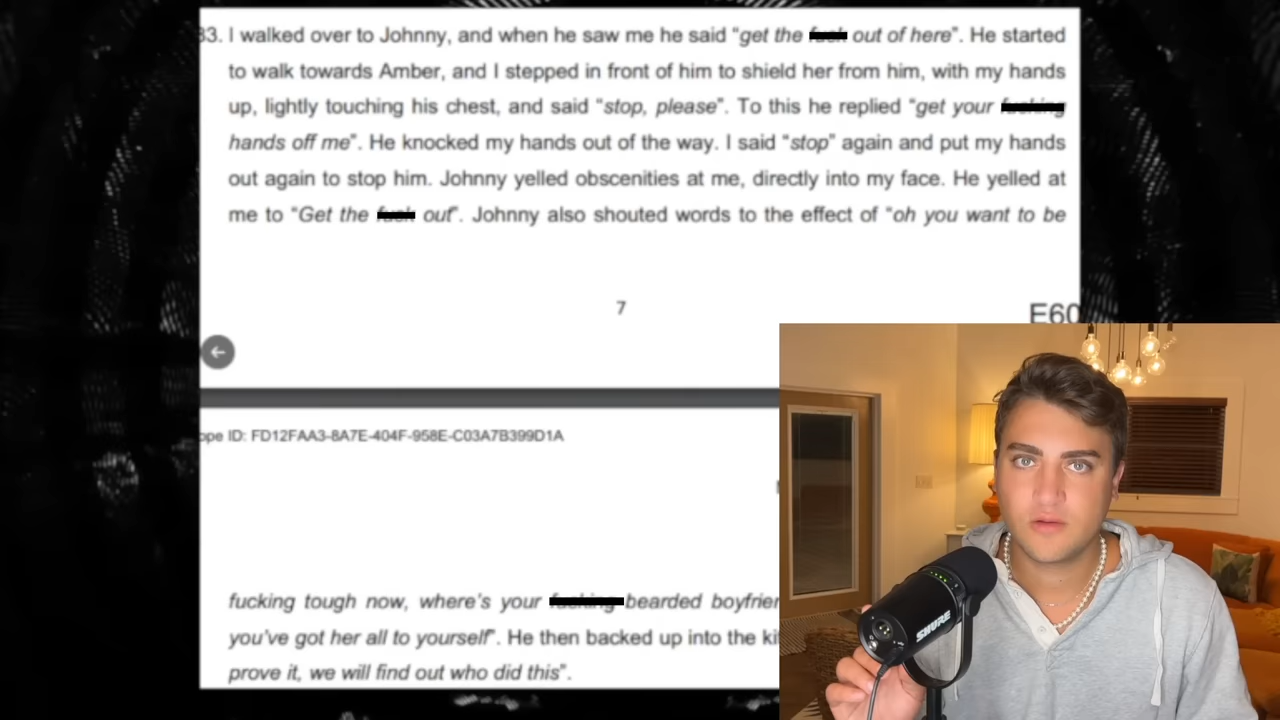 33. I walked over to Johnny, and when he saw me he said “get the fuck out of here”. He started
to walk towards Amber, and I stepped in front of him to shield her from him, with my hands
up, lightly touching his chest, and said “stop, please”. To this he replied “get your fucking
hands off me”. He knocked my hands out of the way. I said “stop” again and put my hands
out again to stop him. Johnny yelled obscenities at me, directly into my face. He yelled at
me to “Get the fuck out”. Johnny also shouted words to the effect of “oh you want to be
7
E60
ope ID: FD12FAA3-8A7E-404F-958E-C03A7B399D1A
fucking tough now, where’s your fucking bearded boyfrien
you’ve got her all to yourself”. He then backed up into the kit
prove it, we will find out who did this”.
SHURE